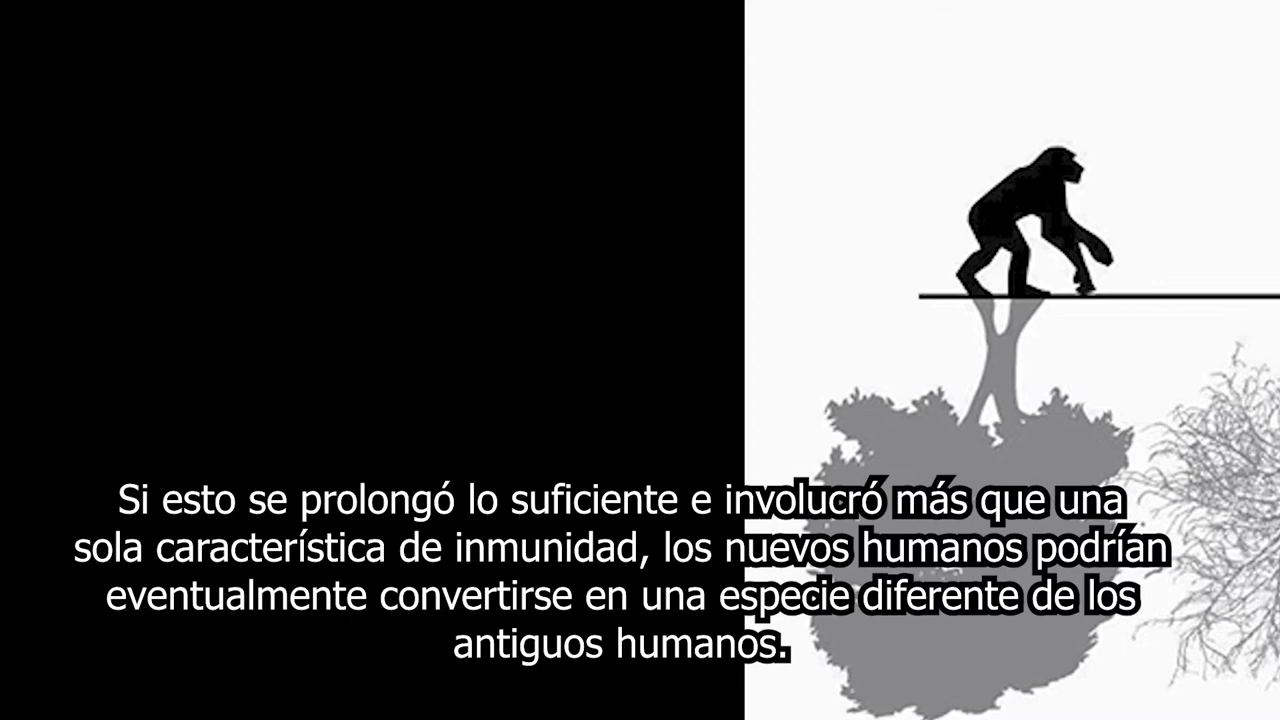 Si esto se prolongó lo suficiente e involucró más que una
sola característica de inmunidad, los nuevos humanos podrían
eventualmente convertirse en una especie diferente de los
antiguos humanos.